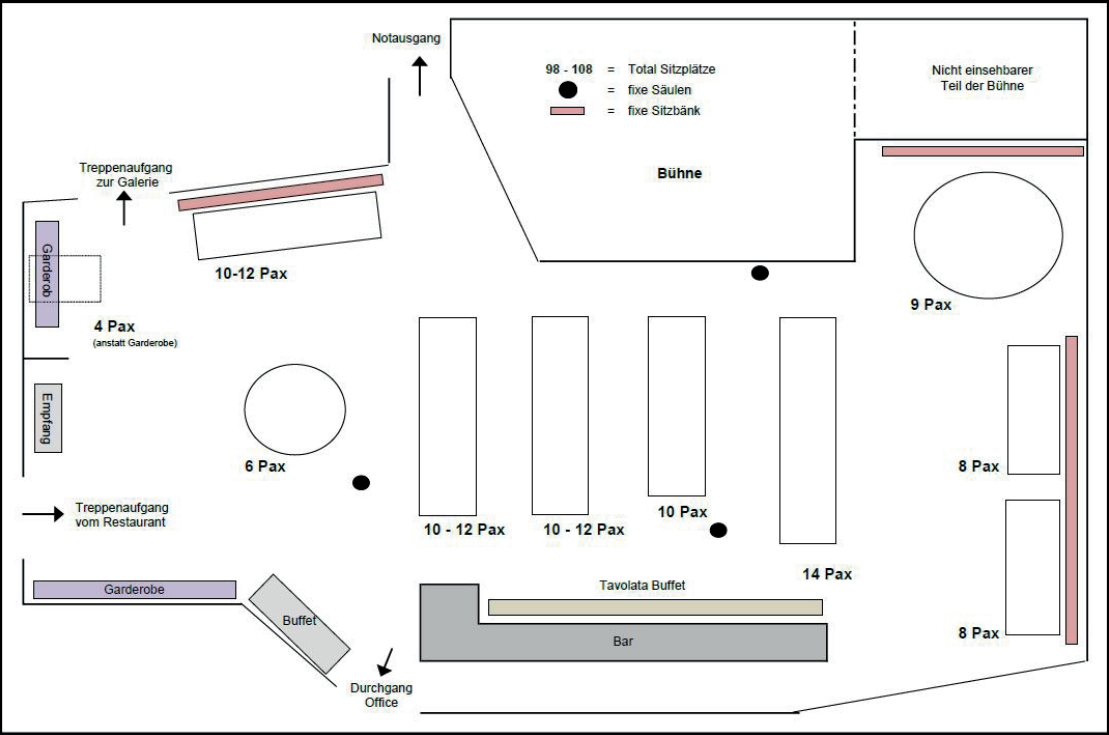 Notausgang
98 - 108 = Total Sitzplätze
= fixe Säulen
= fixe Sitzbänk
Nicht einsehbarer
Teil der Bühne
Bühne
Treppenaufgang
zur Galerie
Garderob
10-12 Pax
4 Pax
(anstatt Garderobe)
9 Pax
Empfang
6 Pax
8 Pax
Treppenaufgang
vom Restaurant
10 - 12 Pax
10 - 12 Pax
10 Pax
14 Pax
Garderobe
Buffet
Tavolata Buffet
Bar
8 Pax
Durchgang
Office